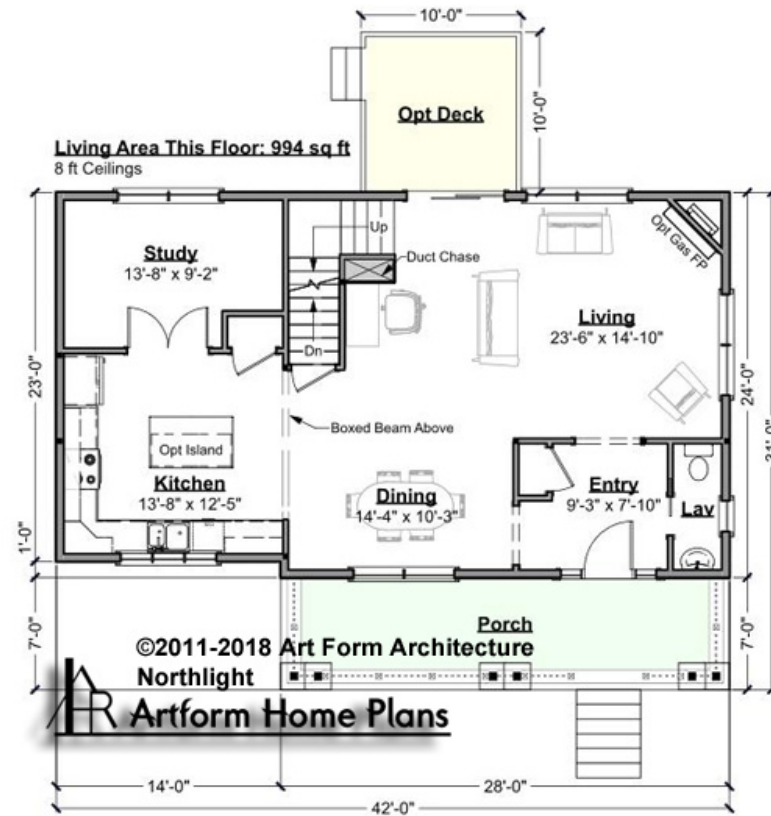 10'-0"
10'-0"
Opt Deck
Living Area This Floor: 994 sq ft
8 ft Ceilings
Up
Study
13'-8" x 9'-2"
Duct Chase
Opt Gas FP
Living
23'-6" x 14'-10"
Dn
23'-0"
24'-0"
31'-0"
Boxed Beam Above
Opt Island
Kitchen
13'-8" x 12'-5"
Dining
14'-4" x 10'-3"
Entry
9'-3" x 7'-10"
Lav
1'-0"
7'-0"
7'-0"
Porch
©2011-2018 Art Form Architecture
Northlight
Artform Home Plans
14'-0"
28'-0"
42'-0"